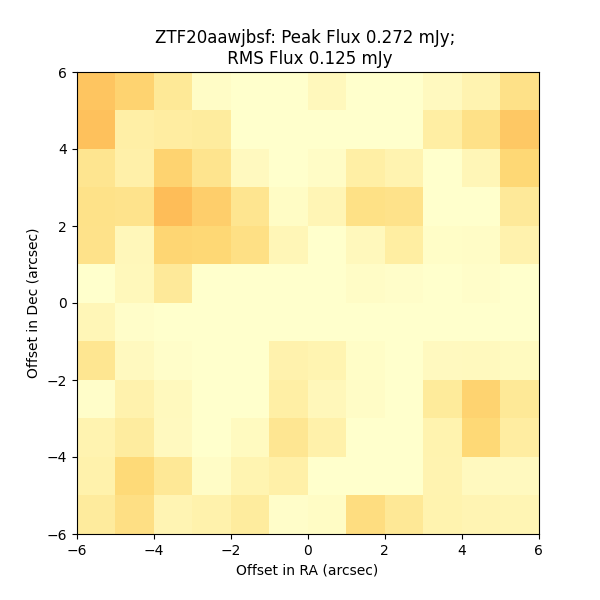 ZTF20aawjbsf: Peak Flux 0.272 mJy;
RMS Flux 0.125 mJy
6
4
2
0
−2
−4
−6
Offset in Dec (arcsec)
−6 −4 −2 0 2 4 6
Offset in RA (arcsec)